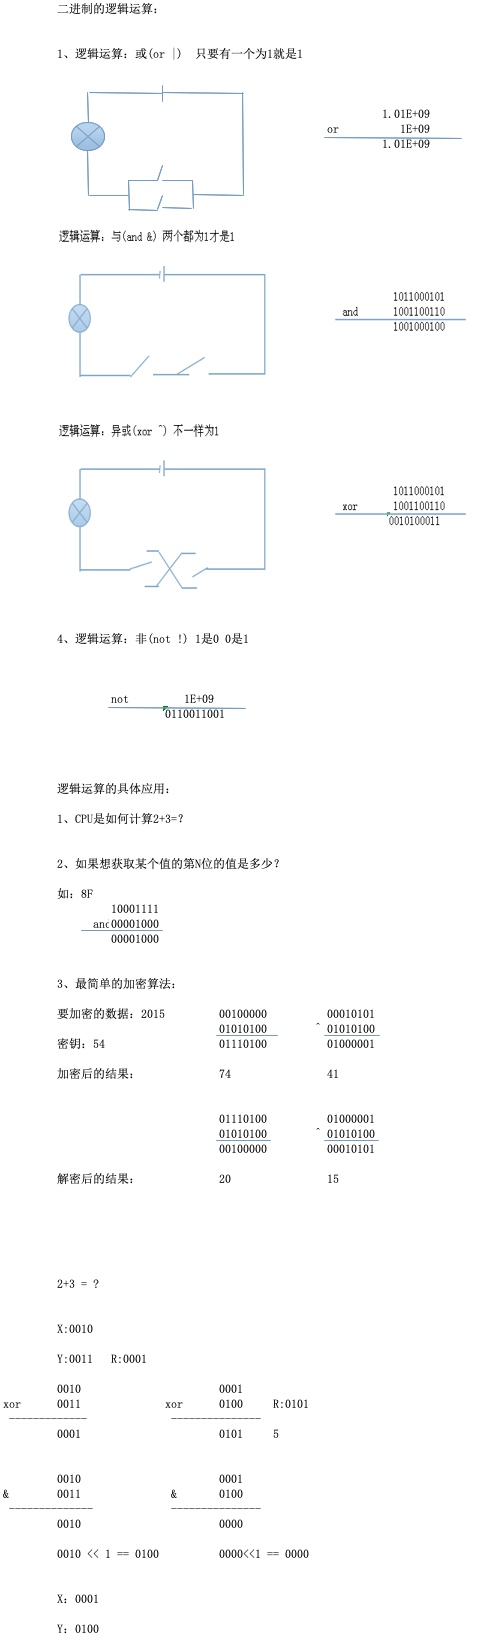 二进制的逻辑运算：
1、逻辑运算：或(or |)  只要有一个为1就是1
1.01E+09
or 1E+09
1.01E+09
逻辑运算：与(and &) 两个都为1才是1
1011000101
and 1001100110
1001000100
逻辑运算：异或(xor ^) 不一样为1
1011000101
xor 1001100110
0010100011
4、逻辑运算：非(not !) 1是0 0是1
not 1E+09
0110011001
逻辑运算的具体应用：
1、CPU是如何计算2+3=?
2、如果想获取某个值的第N位的值是多少?
如：8F
10001111
and 00001000
00001000
3、最简单的加密算法：
要加密的数据：2015 00100000 00010101
01010100 ^ 01010100
密钥：54 01110100 01000001
加密后的结果： 74 41
01110100 01000001
01010100 ^ 01010100
00100000 00010101
解密后的结果： 20 15
2+3 = ?
X:0010
Y:0011 R:0001
0010 0001
xor 0011 xor 0100 R:0101
------------- ---------------
0001 0101 5
0010 0001
& 0011 & 0100
-------------- ---------------
0010 0000
0010 << 1 == 0100 0000<<1 == 0000
X：0001
Y：0100